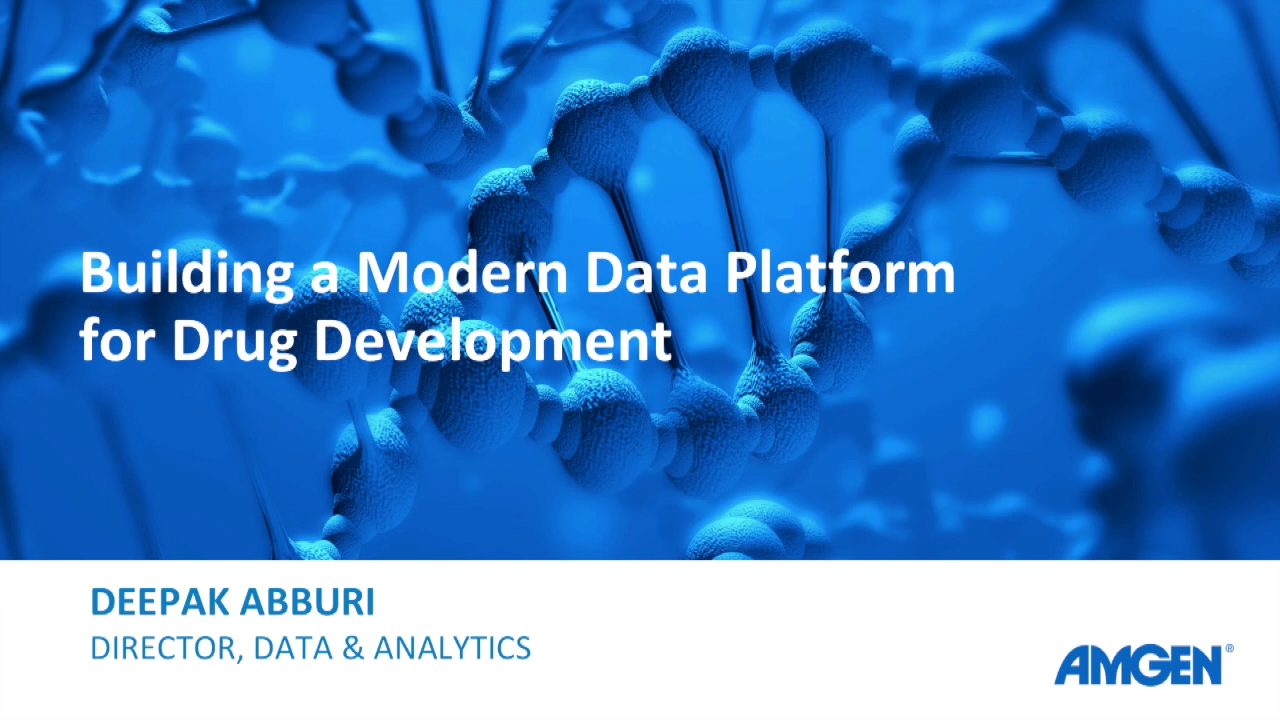 Building a Modern Data Platform
for Drug Development
DEEPAK ABBURI
DIRECTOR, DATA & ANALYTICS
AMGEN®